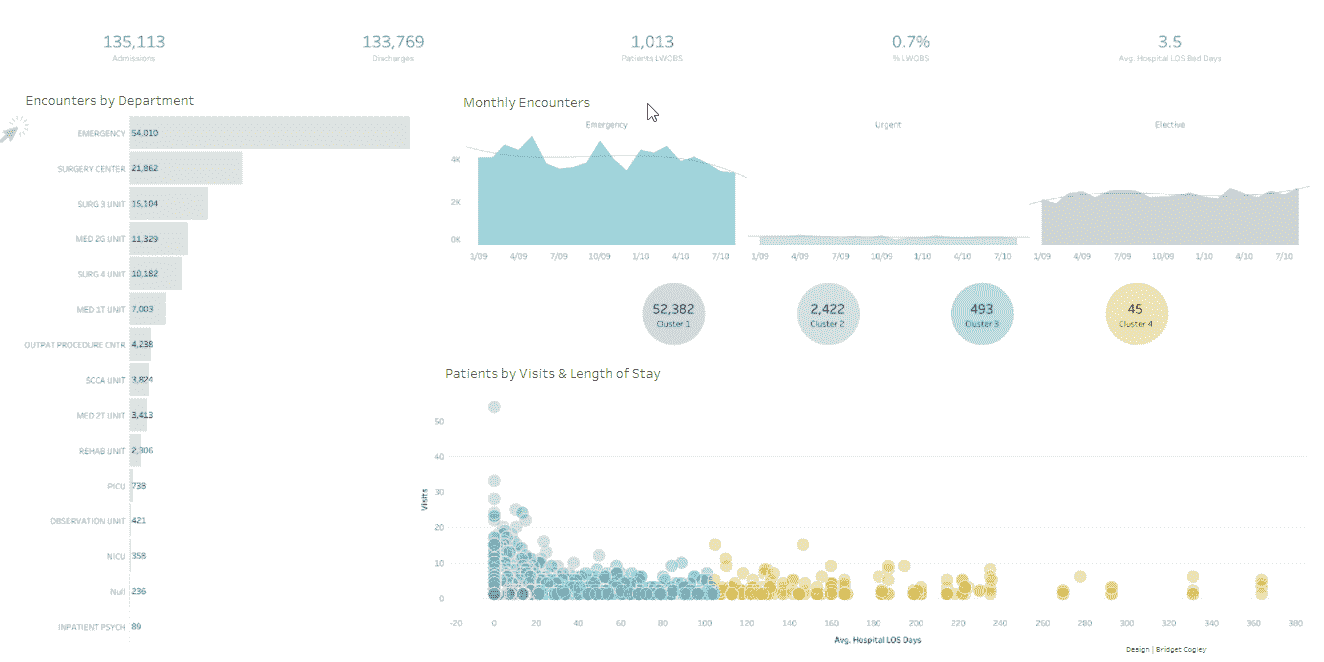 135,113 133,769 1,013 0.7% 3.5
Admissions Discharges Patients LWOBS % LWOBS Avg. Hospital LOS Bed Days
Encounters by Department
EMERGENCY 54,010
SURGERY CENTER 21,862
SURG 3 UNIT 15,104
MED 2G UNIT 11,329
SURG 4 UNIT 10,182
MED 1T UNIT 7,003
OUTPAT PROCEDURE CNTR 4,238
SCCA UNIT 3,824
MED 2T UNIT 3,413
REHAB UNIT 2,306
PICU 738
OBSERVATION UNIT 421
NICU 358
Null 236
INPATIENT PSYCH 89
Monthly Encounters
Emergency Urgent Elective
4K
2K
0K
1/09 4/09 7/09 10/09 1/10 4/10 7/10 1/09 4/09 7/09 10/09 1/10 4/10 7/10 1/09 4/09 7/09 10/09 1/10 4/10 7/10
52,382 2,422 493 45
Cluster 1 Cluster 2 Cluster 3 Cluster 4
Patients by Visits & Length of Stay
Visits
50
40
30
20
10
0
-20 0 20 40 60 80 100 120 140 160 180 200 220 240 260 280 300 320 340 360 380
Avg. Hospital LOS Days
Design | Bridget Cogley